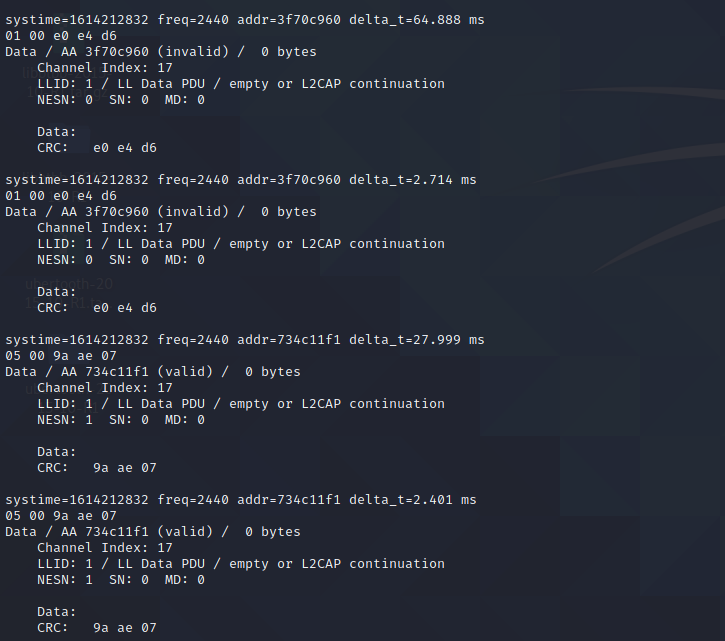 systime=1614212832 freq=2440 addr=3f70c960 delta_t=64.888 ms
01 00 e0 e4 d6
Data / AA 3f70c960 (invalid) /  0 bytes
    Channel Index: 17
    LLID: 1 / LL Data PDU / empty or L2CAP continuation
    NESN: 0  SN: 0  MD: 0

    Data:
    CRC:   e0 e4 d6

systime=1614212832 freq=2440 addr=3f70c960 delta_t=2.714 ms
01 00 e0 e4 d6
Data / AA 3f70c960 (invalid) /  0 bytes
    Channel Index: 17
    LLID: 1 / LL Data PDU / empty or L2CAP continuation
    NESN: 0  SN: 0  MD: 0

    Data:
    CRC:   e0 e4 d6

systime=1614212832 freq=2440 addr=734c11f1 delta_t=27.999 ms
05 00 9a ae 07
Data / AA 734c11f1 (valid) /  0 bytes
    Channel Index: 17
    LLID: 1 / LL Data PDU / empty or L2CAP continuation
    NESN: 1  SN: 0  MD: 0

    Data:
    CRC:   9a ae 07

systime=1614212832 freq=2440 addr=734c11f1 delta_t=2.401 ms
05 00 9a ae 07
Data / AA 734c11f1 (valid) /  0 bytes
    Channel Index: 17
    LLID: 1 / LL Data PDU / empty or L2CAP continuation
    NESN: 1  SN: 0  MD: 0

    Data:
    CRC:   9a ae 07